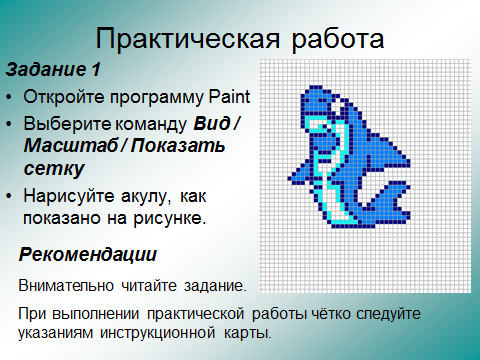 Практическая работа
Задание 1
• Откройте программу Paint
• Выберите команду Вид /
Масштаб / Показать
сетку
• Нарисуйте акулу, как
показано на рисунке.
Рекомендации
Внимательно читайте задание.
При выполнении практической работы чётко следуйте
указаниям инструкционной карты.